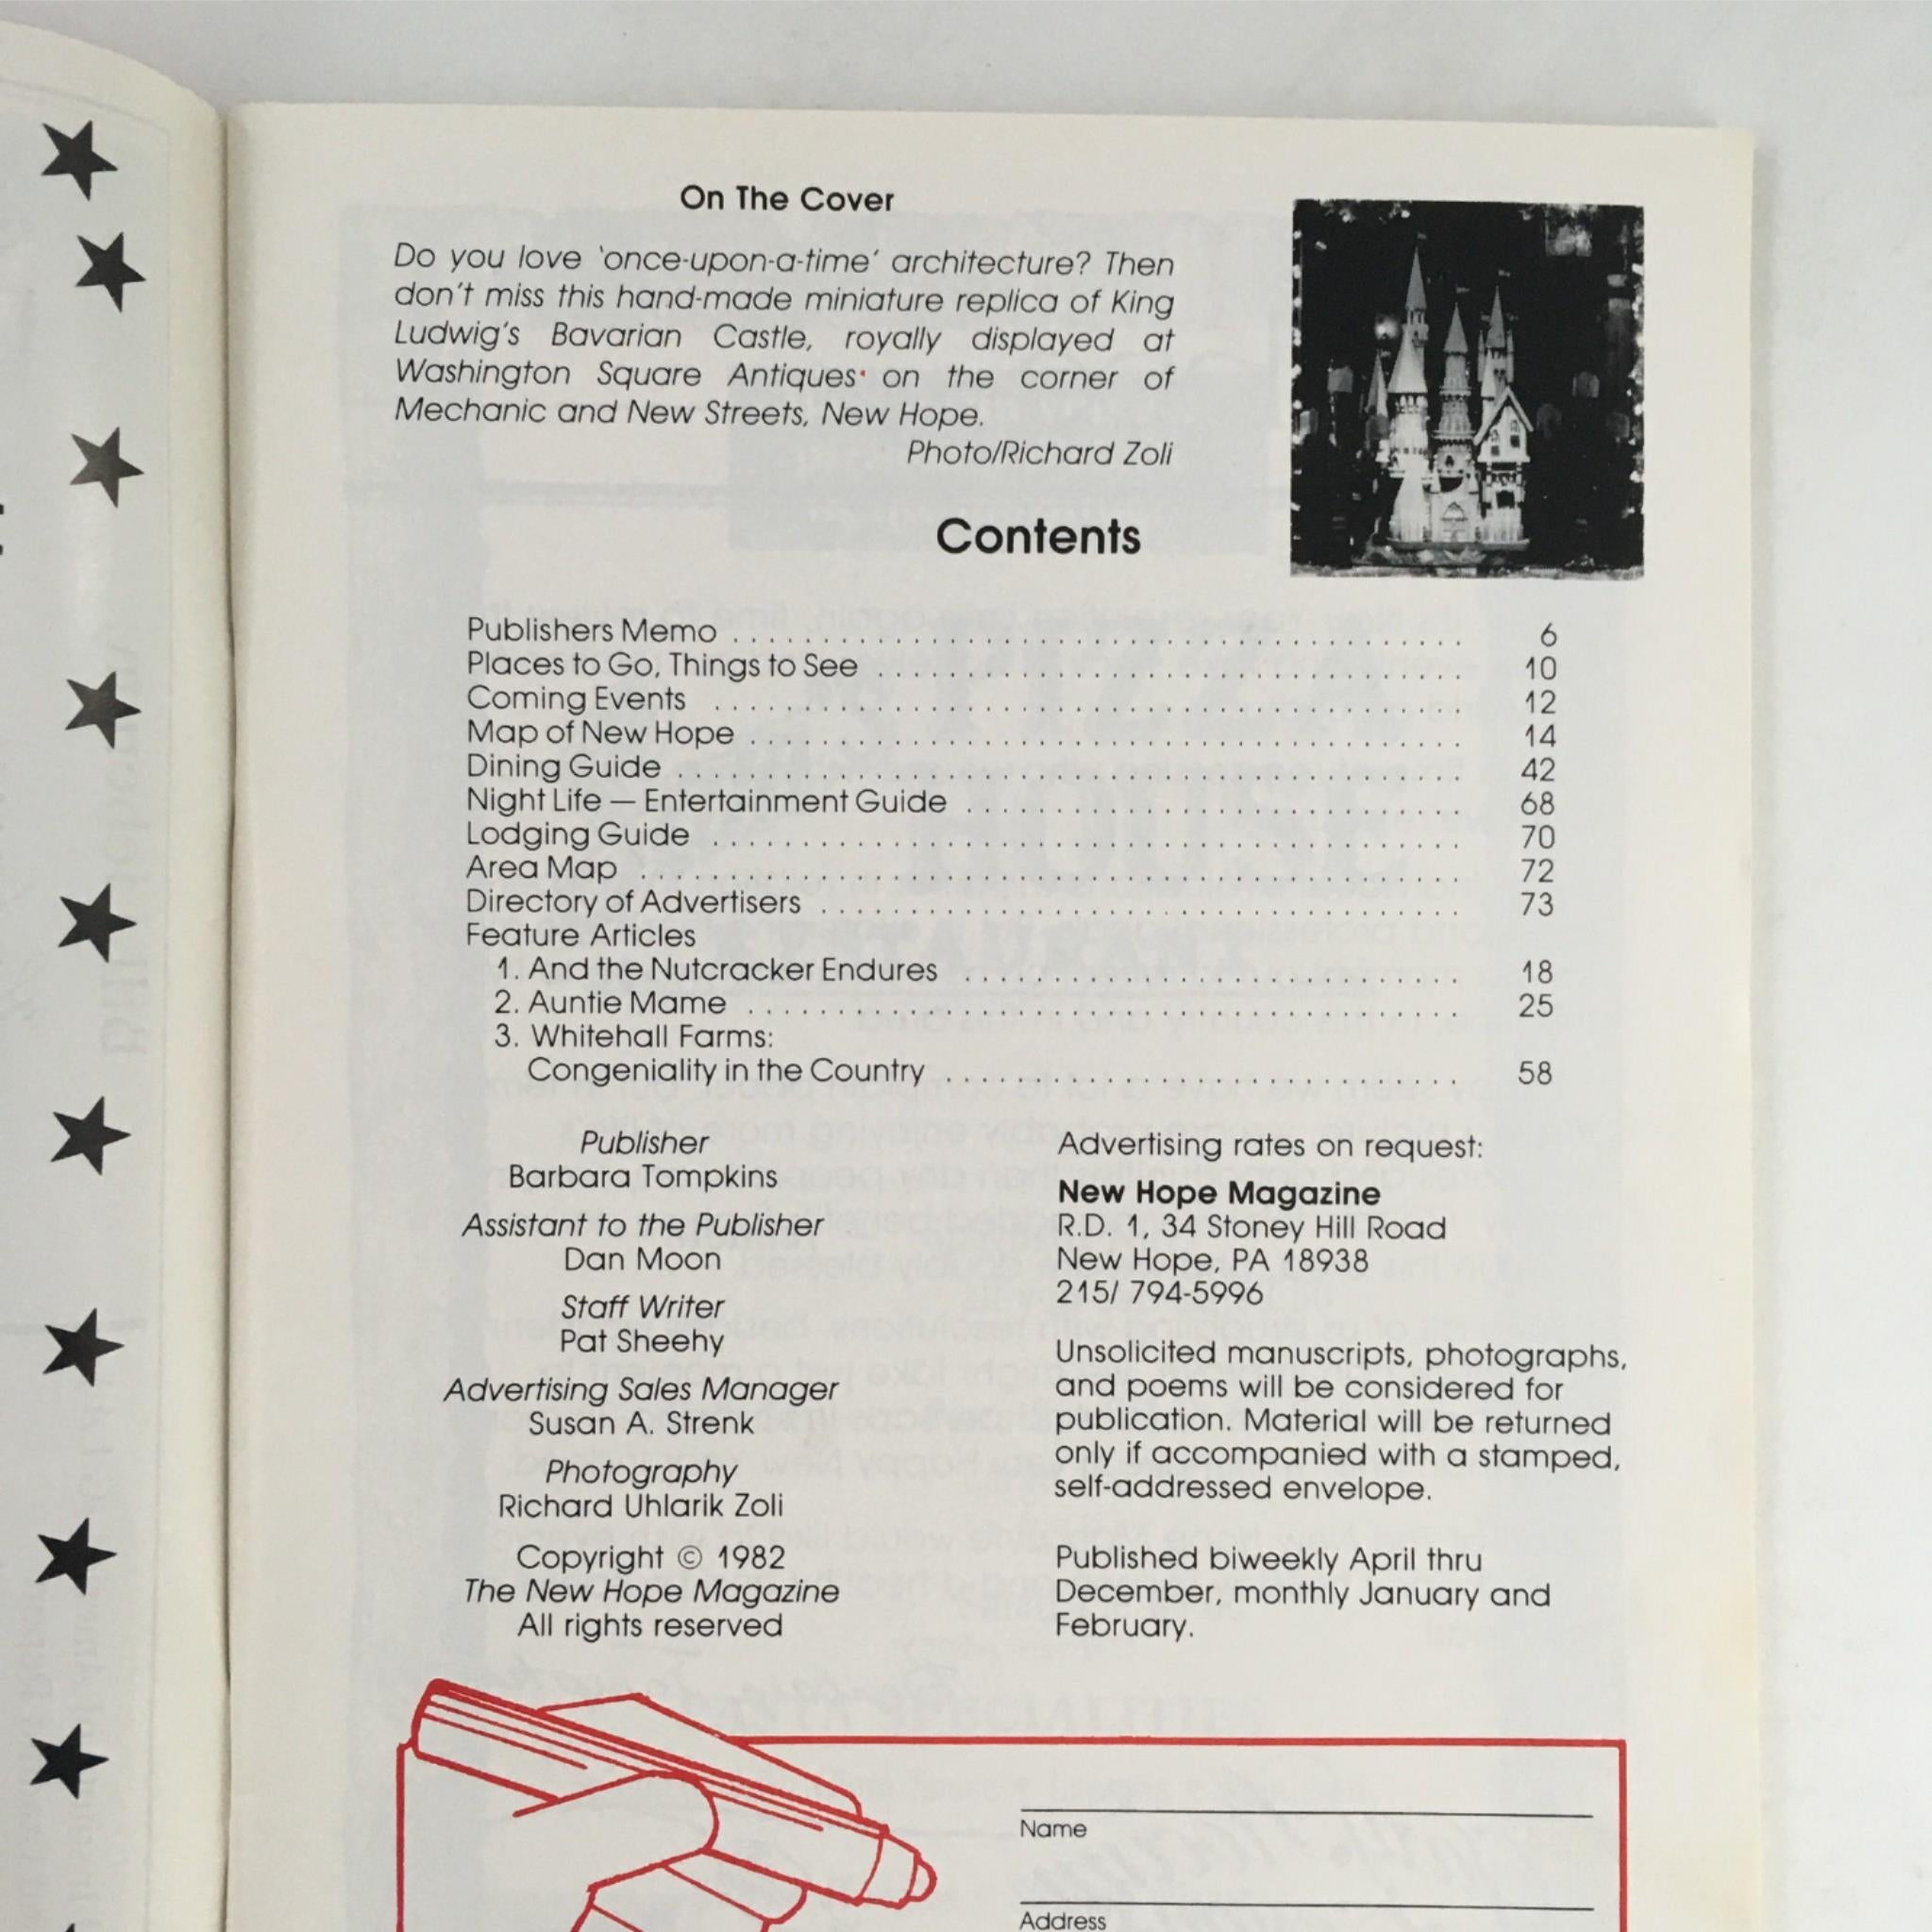 On The Cover
Do you love 'once-upon-a-time' architecture? Then
don't miss this hand-made miniature replica of King
Ludwig's Bavarian Castle, royally displayed at
Washington Square Antiques on the corner of
Mechanic and New Streets, New Hope.
Photo/Richard Zoli
Contents
Publishers Memo . . . . . . . . . . . . . . . . . . . . 6
Places to Go, Things to See . . . . . . . . . . . . . . . . . . . . 10
Coming Events . . . . . . . . . . . . . . . . . . . . 12
Map of New Hope . . . . . . . . . . . . . . . . . . . . 14
Dining Guide . . . . . . . . . . . . . . . . . . . . 42
Night Life — Entertainment Guide . . . . . . . . . . . . . . . . . . . . 68
Lodging Guide . . . . . . . . . . . . . . . . . . . . 70
Area Map . . . . . . . . . . . . . . . . . . . . 72
Directory of Advertisers . . . . . . . . . . . . . . . . . . . . 73
Feature Articles
1. And the Nutcracker Endures . . . . . . . . . . . . . . . . . . . . 18
2. Auntie Mame . . . . . . . . . . . . . . . . . . . . 25
3. Whitehall Farms:
Congeniality in the Country . . . . . . . . . . . . . . . . . . . . 58
Publisher
Barbara Tompkins
Assistant to the Publisher
Dan Moon
Staff Writer
Pat Sheehy
Advertising Sales Manager
Susan A. Strenk
Photography
Richard Uhlarik Zoli
Copyright © 1982
The New Hope Magazine
All rights reserved
Advertising rates on request:
New Hope Magazine
R.D. 1, 34 Stoney Hill Road
New Hope, PA 18938
215/ 794-5996
Unsolicited manuscripts, photographs,
and poems will be considered for
publication. Material will be returned
only if accompanied with a stamped,
self-addressed envelope.
Published biweekly April thru
December, monthly January and
February.
Name
Address